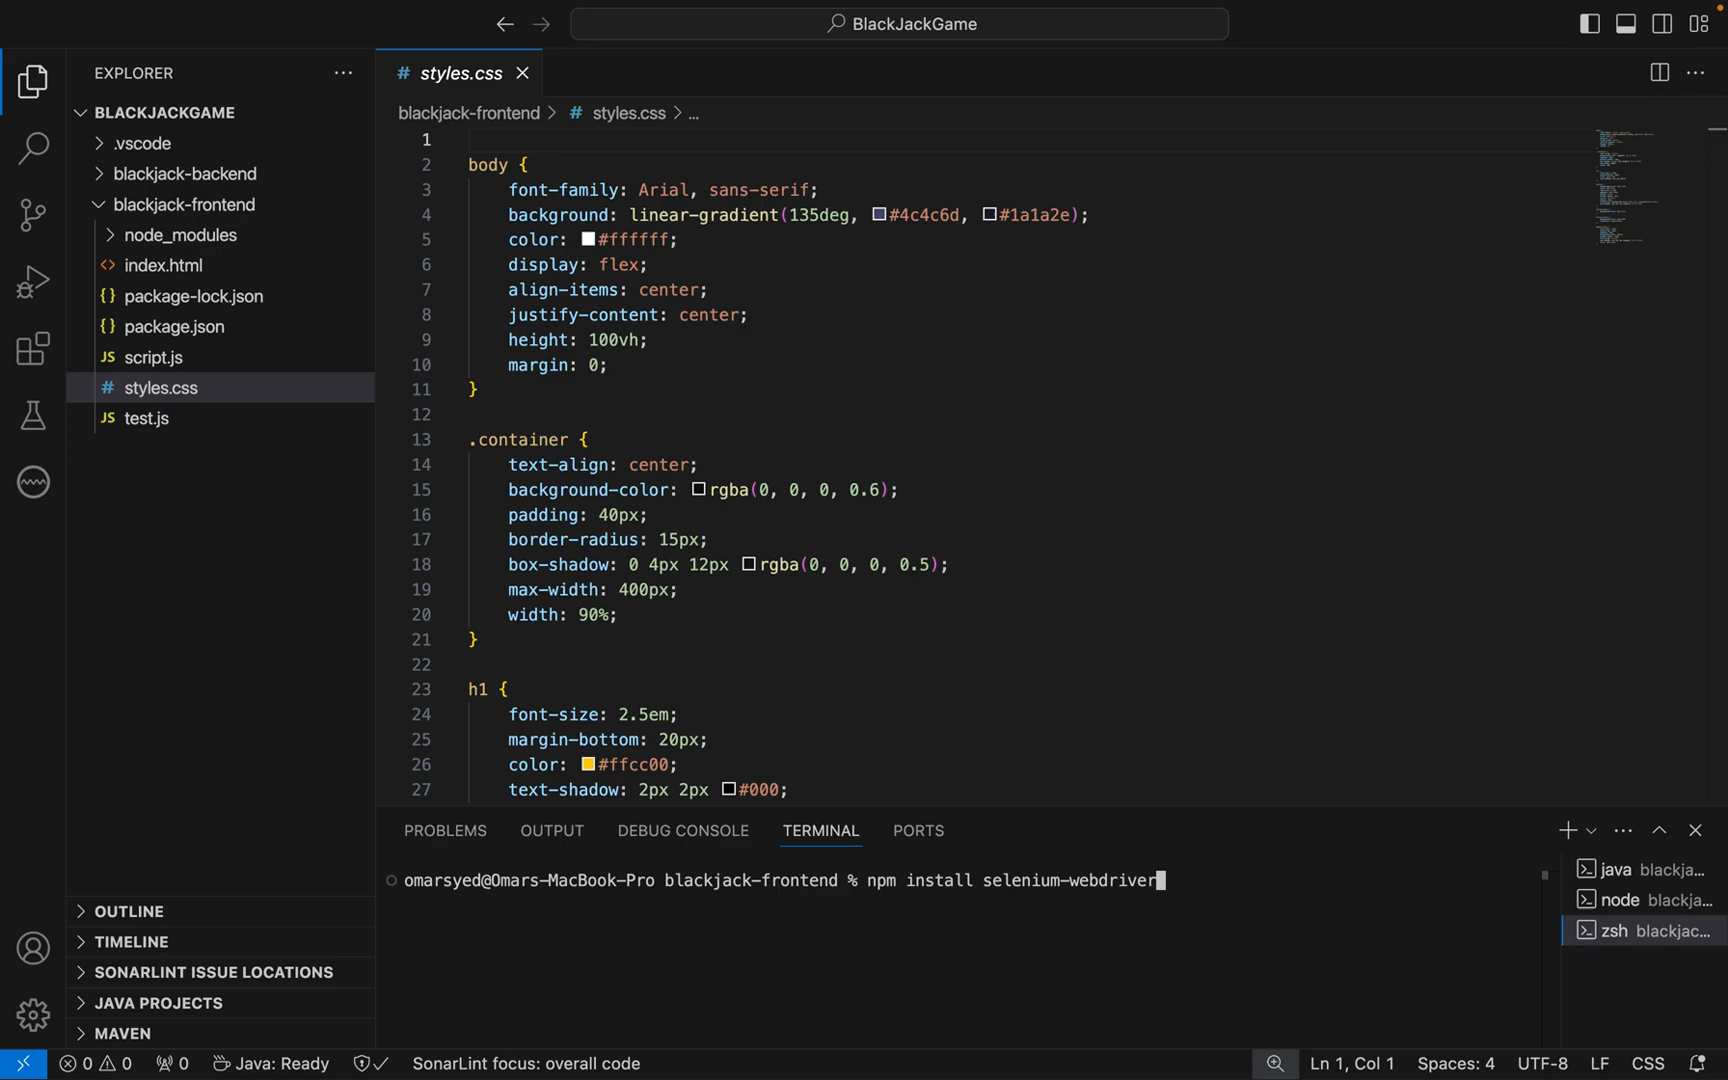 BlackJackGame
EXPLORER
BLACKJACKGAME
.vscode
blackjack-backend
blackjack-frontend
node_modules
index.html
package-lock.json
package.json
script.js
styles.css
test.js
OUTLINE
TIMELINE
SONARLINT ISSUE LOCATIONS
JAVA PROJECTS
MAVEN
# styles.css
blackjack-frontend > # styles.css > ...
1
2 body {
3 font-family: Arial, sans-serif;
4 background: linear-gradient(135deg, #4c4c6d, #1a1a2e);
5 color: #ffffff;
6 display: flex;
7 align-items: center;
8 justify-content: center;
9 height: 100vh;
10 margin: 0;
11 }
12
13 .container {
14 text-align: center;
15 background-color: rgba(0, 0, 0, 0.6);
16 padding: 40px;
17 border-radius: 15px;
18 box-shadow: 0 4px 12px rgba(0, 0, 0, 0.5);
19 max-width: 400px;
20 width: 90%;
21 }
22
23 h1 {
24 font-size: 2.5em;
25 margin-bottom: 20px;
26 color: #ffcc00;
27 text-shadow: 2px 2px #000;
PROBLEMS OUTPUT DEBUG CONSOLE TERMINAL PORTS
omarsyed@Omars-MacBook-Pro blackjack-frontend % npm install selenium-webdriver
java blackja...
node blackja...
zsh blackjac...
0 0 0 Java: Ready SonarLint focus: overall code Ln 1, Col 1 Spaces: 4 UTF-8 LF CSS